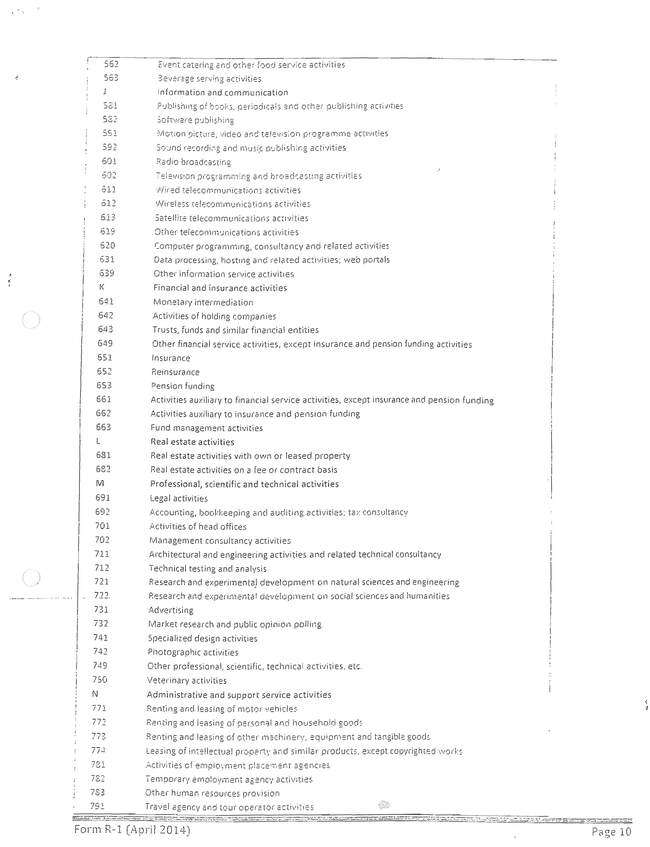 562 Event catering and other food service activities
563 Beverage serving activities
J Information and communication
581 Publishing of books, periodicals and other publishing activities
582 Software publishing
591 Motion picture, video and television programme activities
592 Sound recording and music publishing activities
601 Radio broadcasting
602 Television programming and broadcasting activities
611 Wired telecommunications activities
612 Wireless telecommunications activities
613 Satellite telecommunications activities
619 Other telecommunications activities
620 Computer programming, consultancy and related activities
631 Data processing, hosting and related activities; web portals
639 Other information service activities
K Financial and insurance activities
641 Monetary intermediation
642 Activities of holding companies
643 Trusts, funds and similar financial entities
649 Other financial service activities, except insurance and pension funding activities
651 Insurance
652 Reinsurance
653 Pension funding
661 Activities auxiliary to financial service activities, except insurance and pension funding
662 Activities auxiliary to insurance and pension funding
663 Fund management activities
L Real estate activities
681 Real estate activities with own or leased property
682 Real estate activities on a fee or contract basis
M Professional, scientific and technical activities
691 Legal activities
692 Accounting, bookkeeping and auditing activities; tax consultancy
701 Activities of head offices
702 Management consultancy activities
711 Architectural and engineering activities and related technical consultancy
712 Technical testing and analysis
721 Research and experimental development on natural sciences and engineering
722 Research and experimental development on social sciences and humanities
731 Advertising
732 Market research and public opinion polling
741 Specialized design activities
742 Photographic activities
749 Other professional, scientific, technical activities, etc.
750 Veterinary activities
N Administrative and support service activities
771 Renting and leasing of motor vehicles
772 Renting and leasing of personal and household goods
773 Renting and leasing of other machinery, equipment and tangible goods
774 Leasing of intellectual property and similar products, except copyrighted works
781 Activities of employment placement agencies
782 Temporary employment agency activities
783 Other human resources provision
791 Travel agency and tour operator activities
Form R-1 (April 2014) Page 10